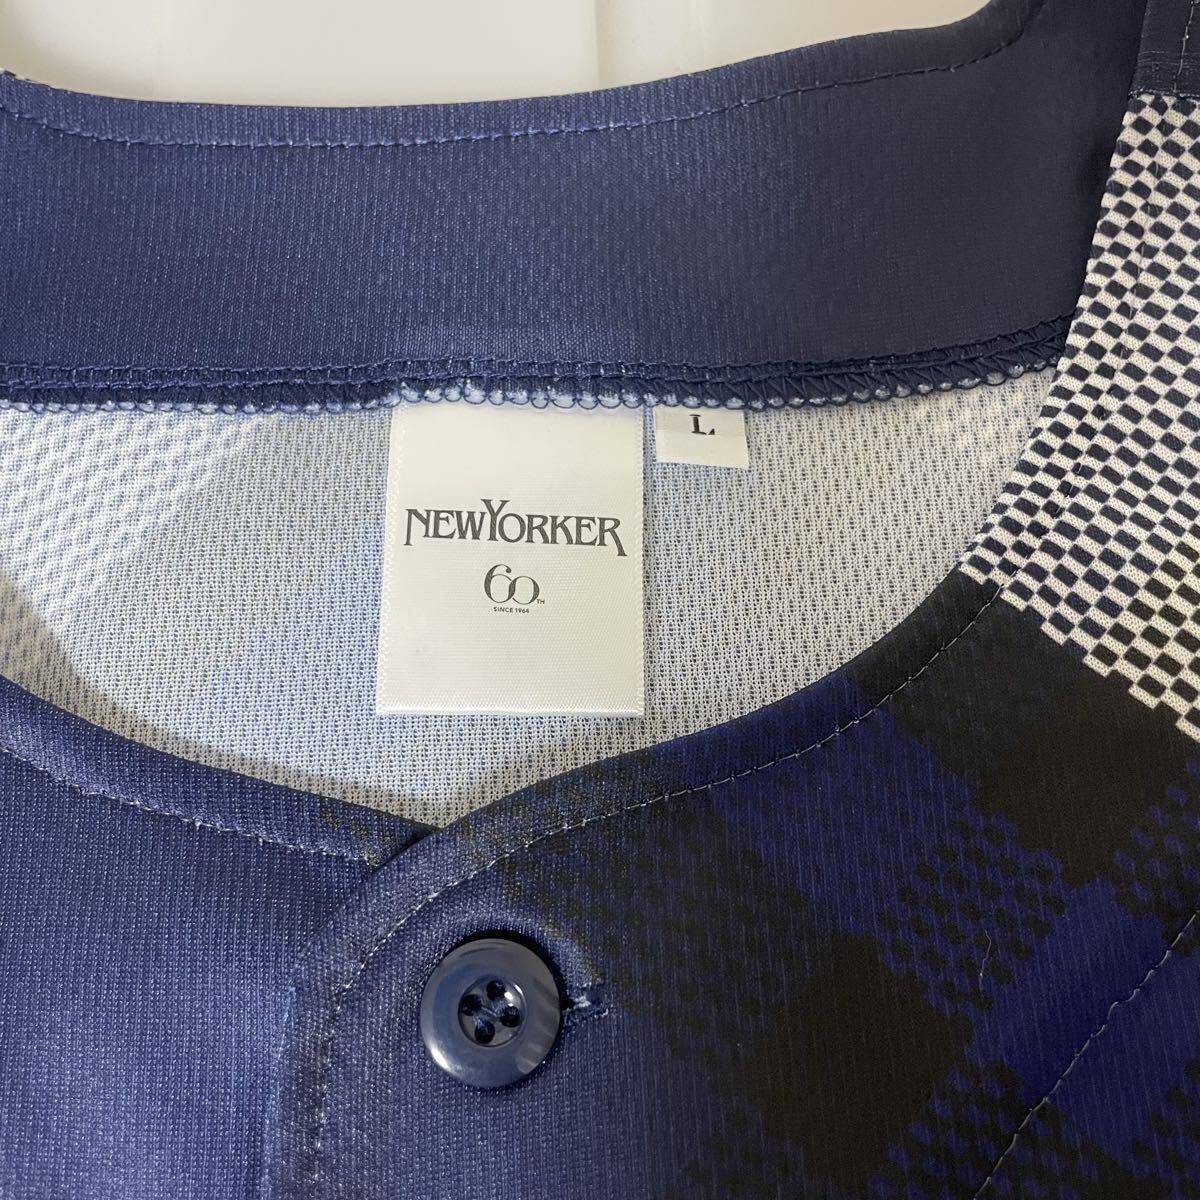 NEWYORKER
60TH
SINCE 1964
L